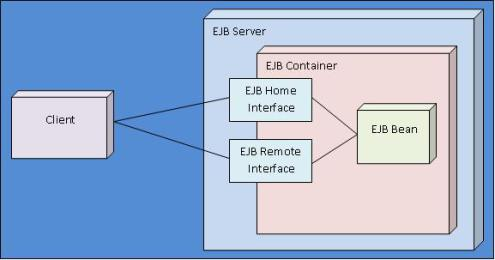 EJB Server
EJB Container
EJB Home
Interface
Client
EJB Bean
EJB Remote
Interface